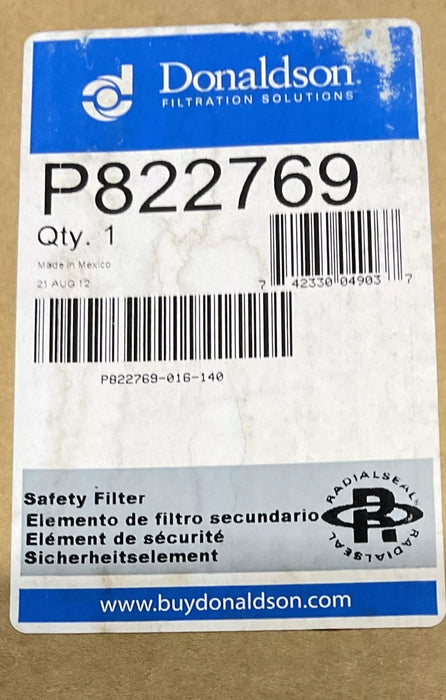 Donaldson.
FILTRATION SOLUTIONS
P822769
Qty. 1
Made in Mexico
21 AUG 12
7 42330 04903 7
P822769-016-140
Safety Filter
Elemento de filtro secundario
Elément de sécurité
Sicherheitselement
RADIALSEAL
RADIALSEAL
www.buydonaldson.com